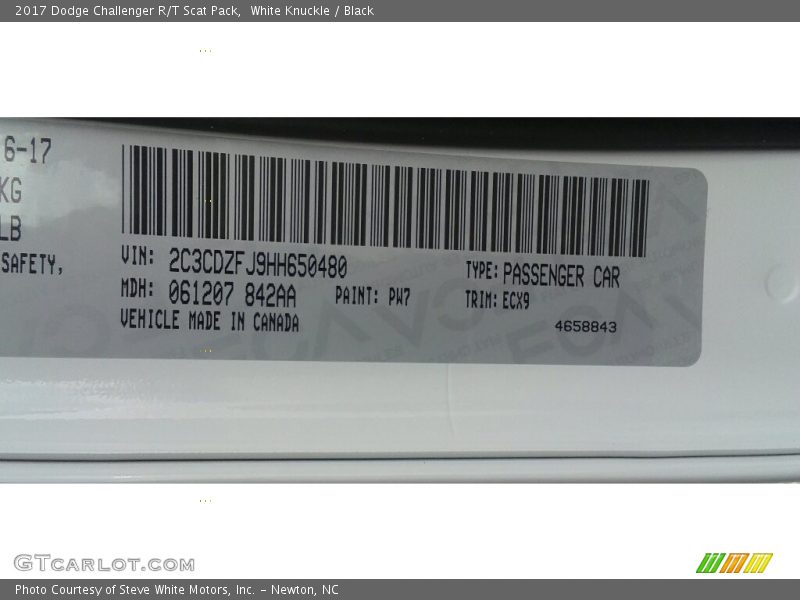 2017 Dodge Challenger R/T Scat Pack,  White Knuckle / Black
6-17
KG
LB
SAFETY,
VIN: 2C3CDZFJ9HH650480
TYPE: PASSENGER CAR
MDH: 061207 842AA
PAINT: PW7
TRIM: ECX9
VEHICLE MADE IN CANADA
4658843
GTCarLot.com
Photo Courtesy of Steve White Motors, Inc. – Newton, NC